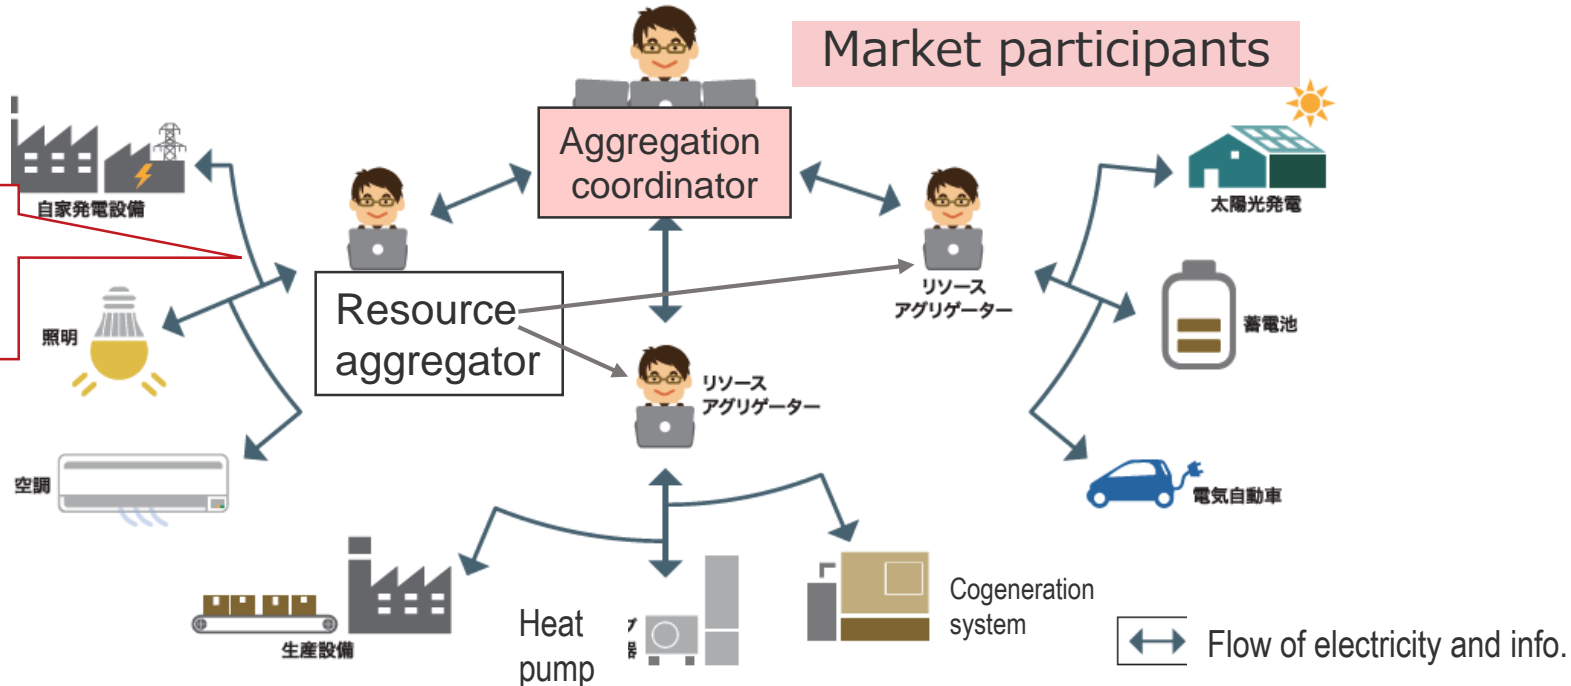 Market participants
Aggregation
coordinator
自家発電設備
太陽光発電
Resource
aggregator
リソース
アグリゲーター
照明
蓄電池
リソース
アグリゲーター
空調
電気自動車
生産設備
Heat
pump
プ
器
Cogeneration
system
Flow of electricity and info.